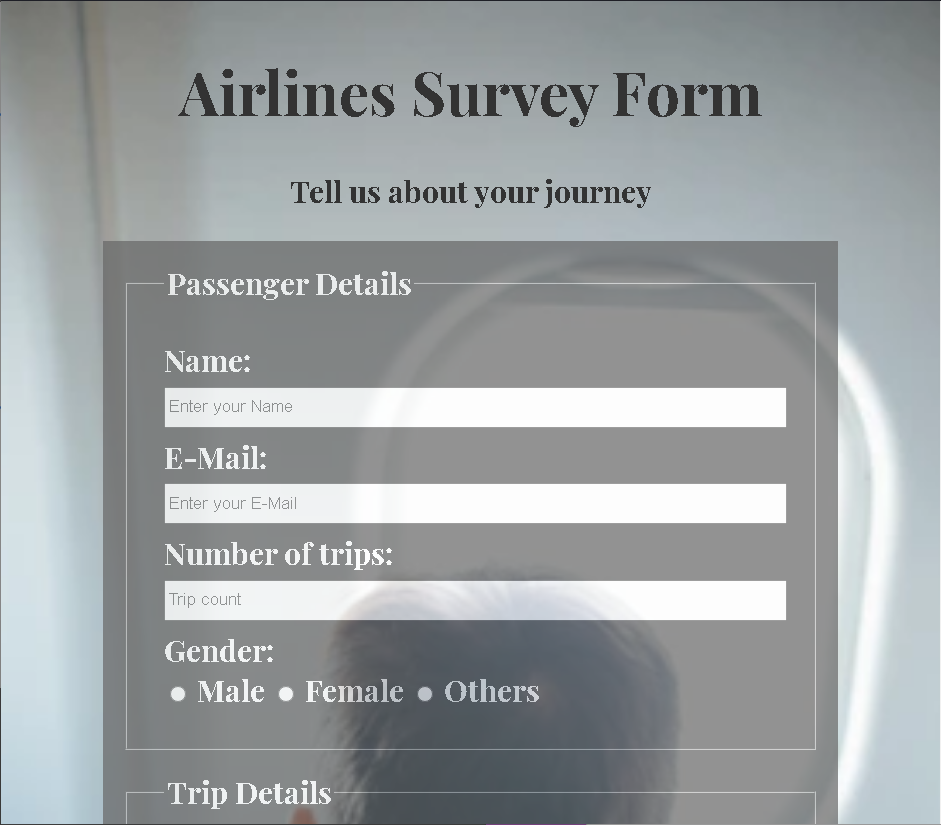 Airlines Survey Form
Tell us about your journey
Passenger Details
Name:
Enter your Name
E-Mail:
Enter your E-Mail
Number of trips:
Trip count
Gender:
Male Female Others
Trip Details